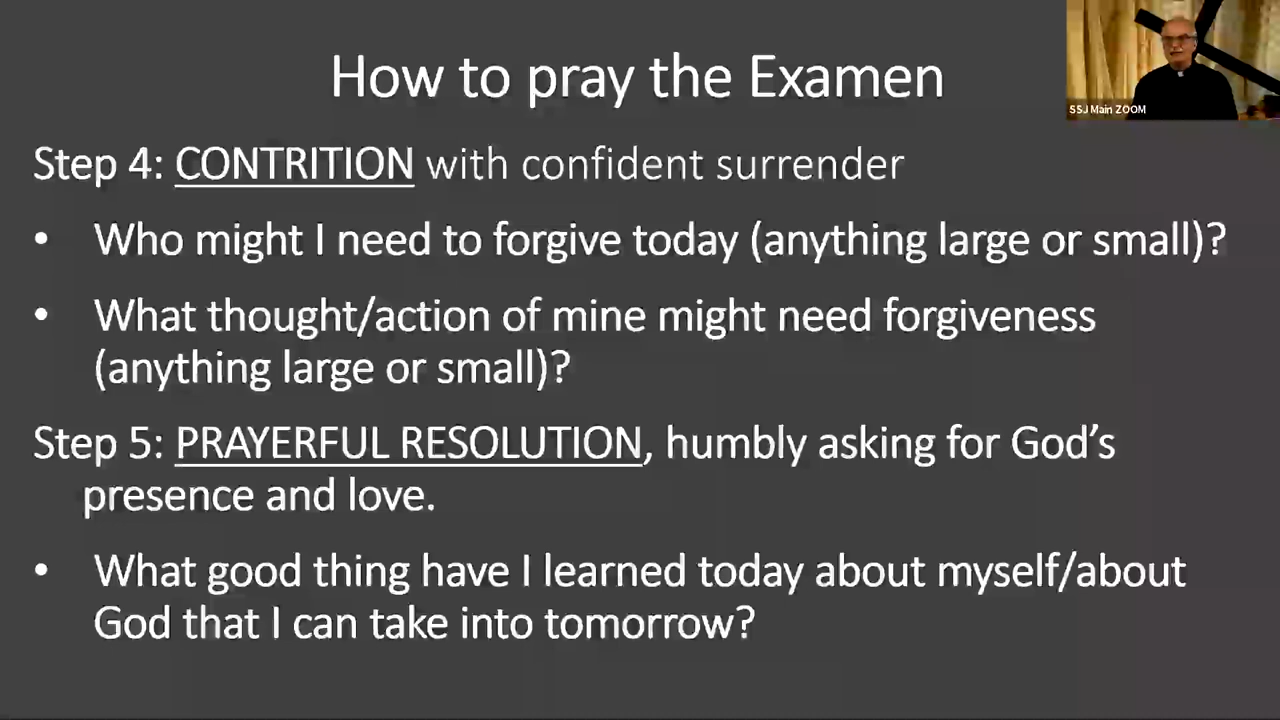 How to pray the Examen
SSJ Main ZOOM
Step 4: CONTRITION with confident surrender
• Who might I need to forgive today (anything large or small)?
• What thought/action of mine might need forgiveness
(anything large or small)?
Step 5: PRAYERFUL RESOLUTION, humbly asking for God’s
presence and love.
• What good thing have I learned today about myself/about
God that I can take into tomorrow?